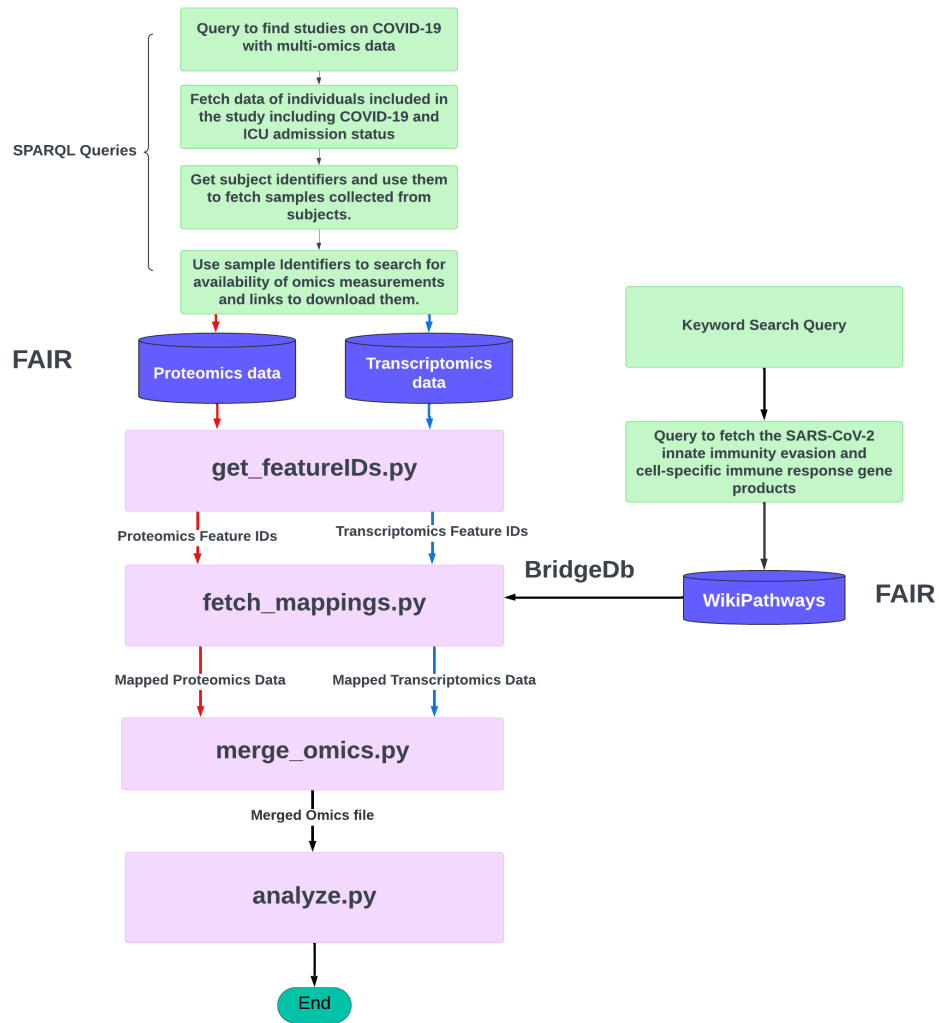 Query to find studies on COVID-19
with multi-omics data
Fetch data of individuals included in
the study including COVID-19 and
ICU admission status
SPARQL Queries
Get subject identifiers and use them
to fetch samples collected from
subjects.
Use sample Identifiers to search for
availability of omics measurements
and links to download them.
Keyword Search Query
FAIR
Proteomics data
Transcriptomics
data
Query to fetch the SARS-CoV-2
innate immunity evasion and
cell-specific immune response gene
products
get_featureIDs.py
Proteomics Feature IDs
Transcriptomics Feature IDs
BridgeDb
fetch_mappings.py
WikiPathways
FAIR
Mapped Proteomics Data
Mapped Transcriptomics Data
merge_omics.py
Merged Omics file
analyze.py
End